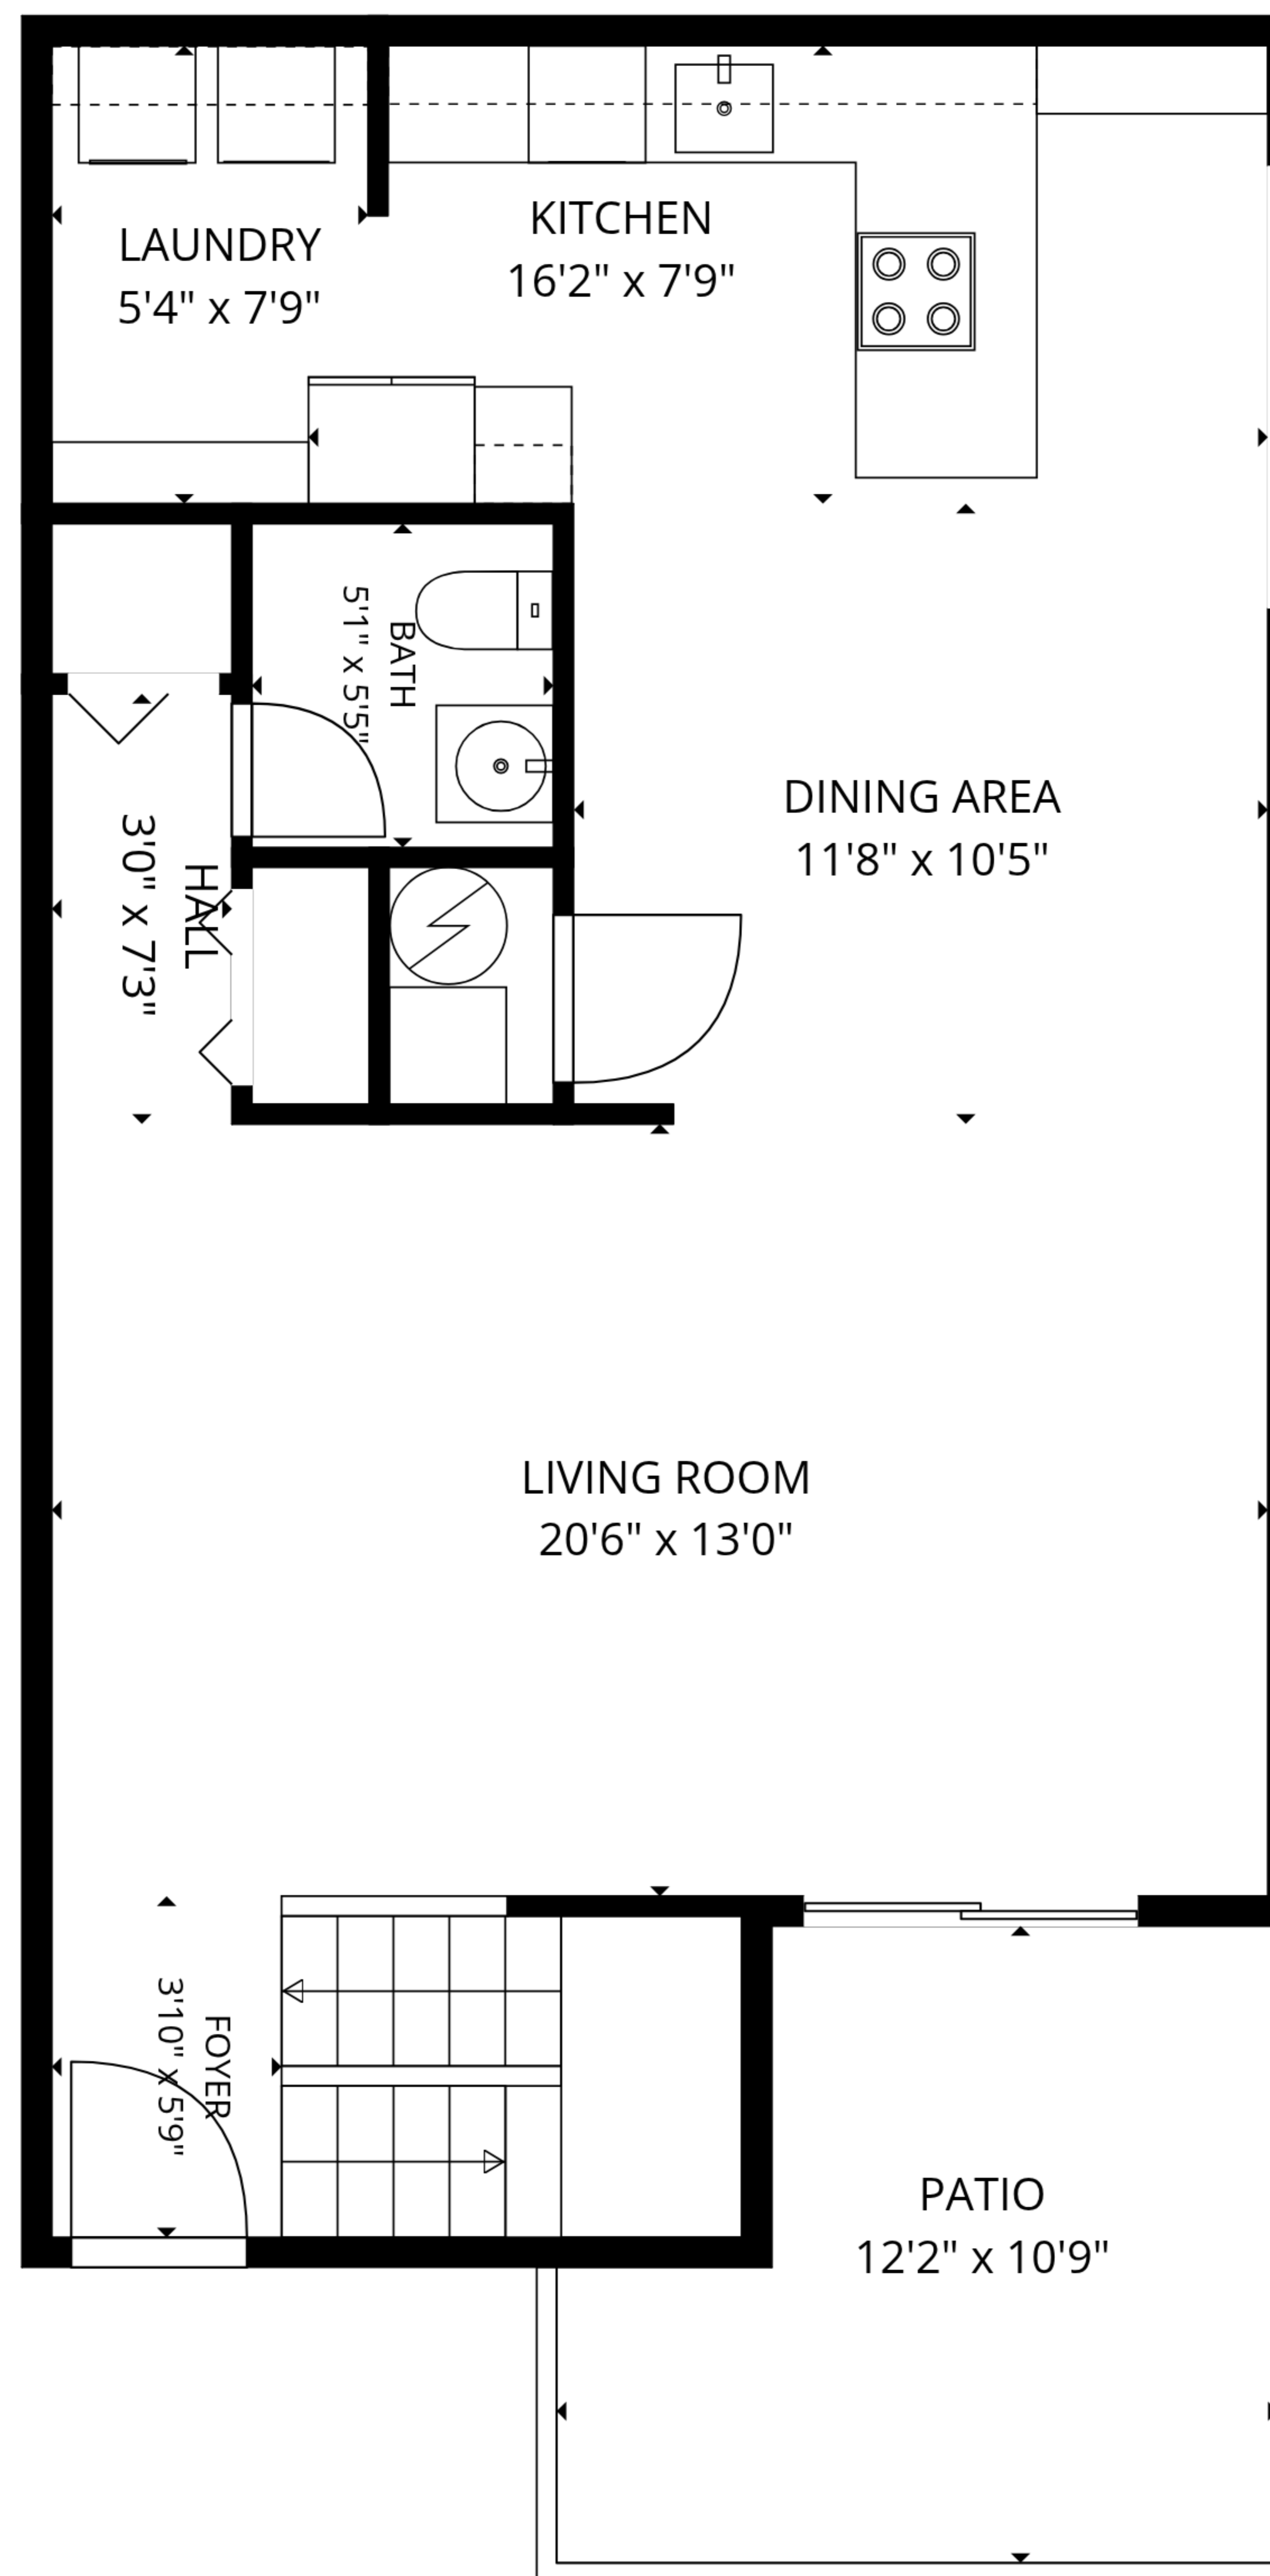 LAUNDRY
5'4" x 7'9"
KITCHEN
16'2" x 7'9"
BATH
5'1" x 5'5"
DINING AREA
11'8" x 10'5"
HALL
3'0" x 7'3"
LIVING ROOM
20'6" x 13'0"
FOYER
3'10" x 5'9"
PATIO
12'2" x 10'9"